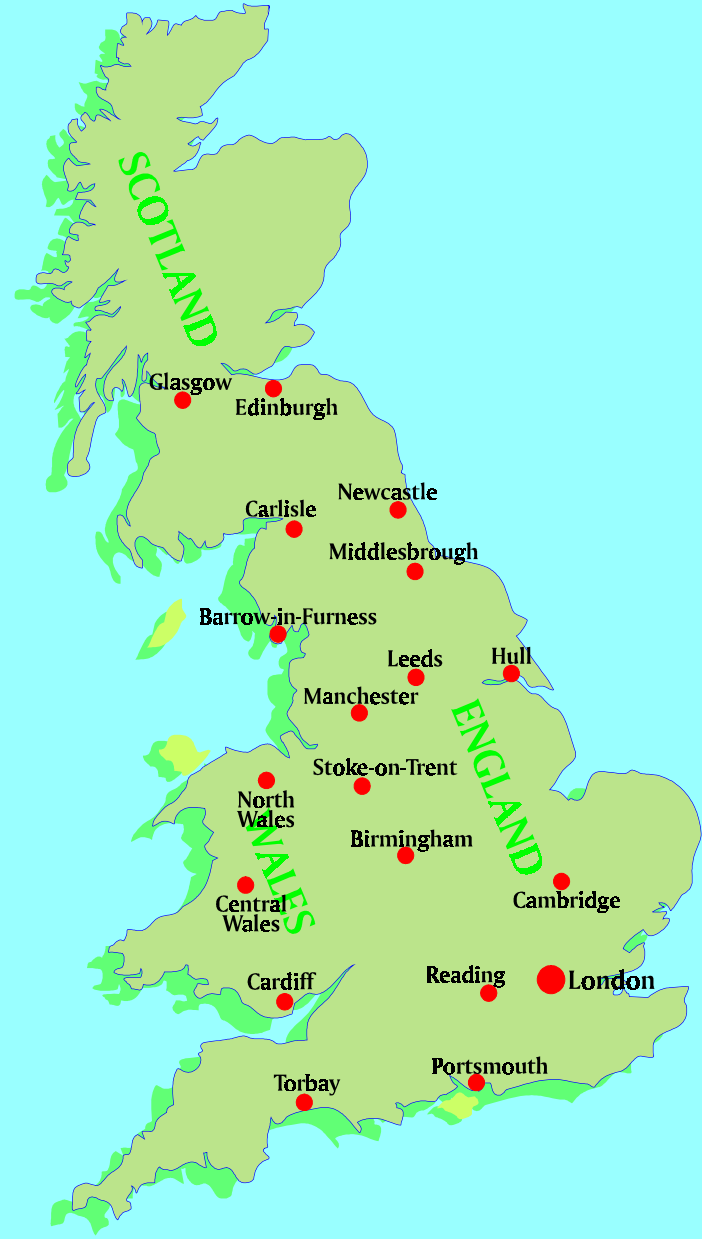 SCOTLAND
Glasgow
Edinburgh
Newcastle
Carlisle
Middlesbrough
Barrow-in-Furness
Leeds
Hull
Manchester
ENGLAND
Stoke-on-Trent
North
Wales
WALES
Birmingham
Central
Wales
Cambridge
Cardiff
Reading
London
Portsmouth
Torbay